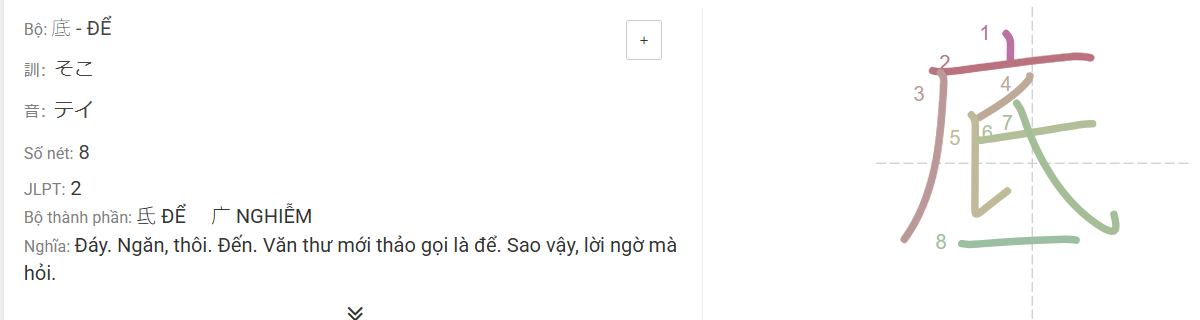 Bộ: 底 - ĐỂ
+
訓: そこ
音: テイ
Số nét: 8
JLPT: 2
Bộ thành phần: 氐 ĐỂ 广 NGHIỄM
Nghĩa: Đáy. Ngăn, thôi. Đến. Văn thư mới thảo gọi là để. Sao vậy, lời ngờ mà
hỏi.
底
1
2
3
4
5
6
7
8